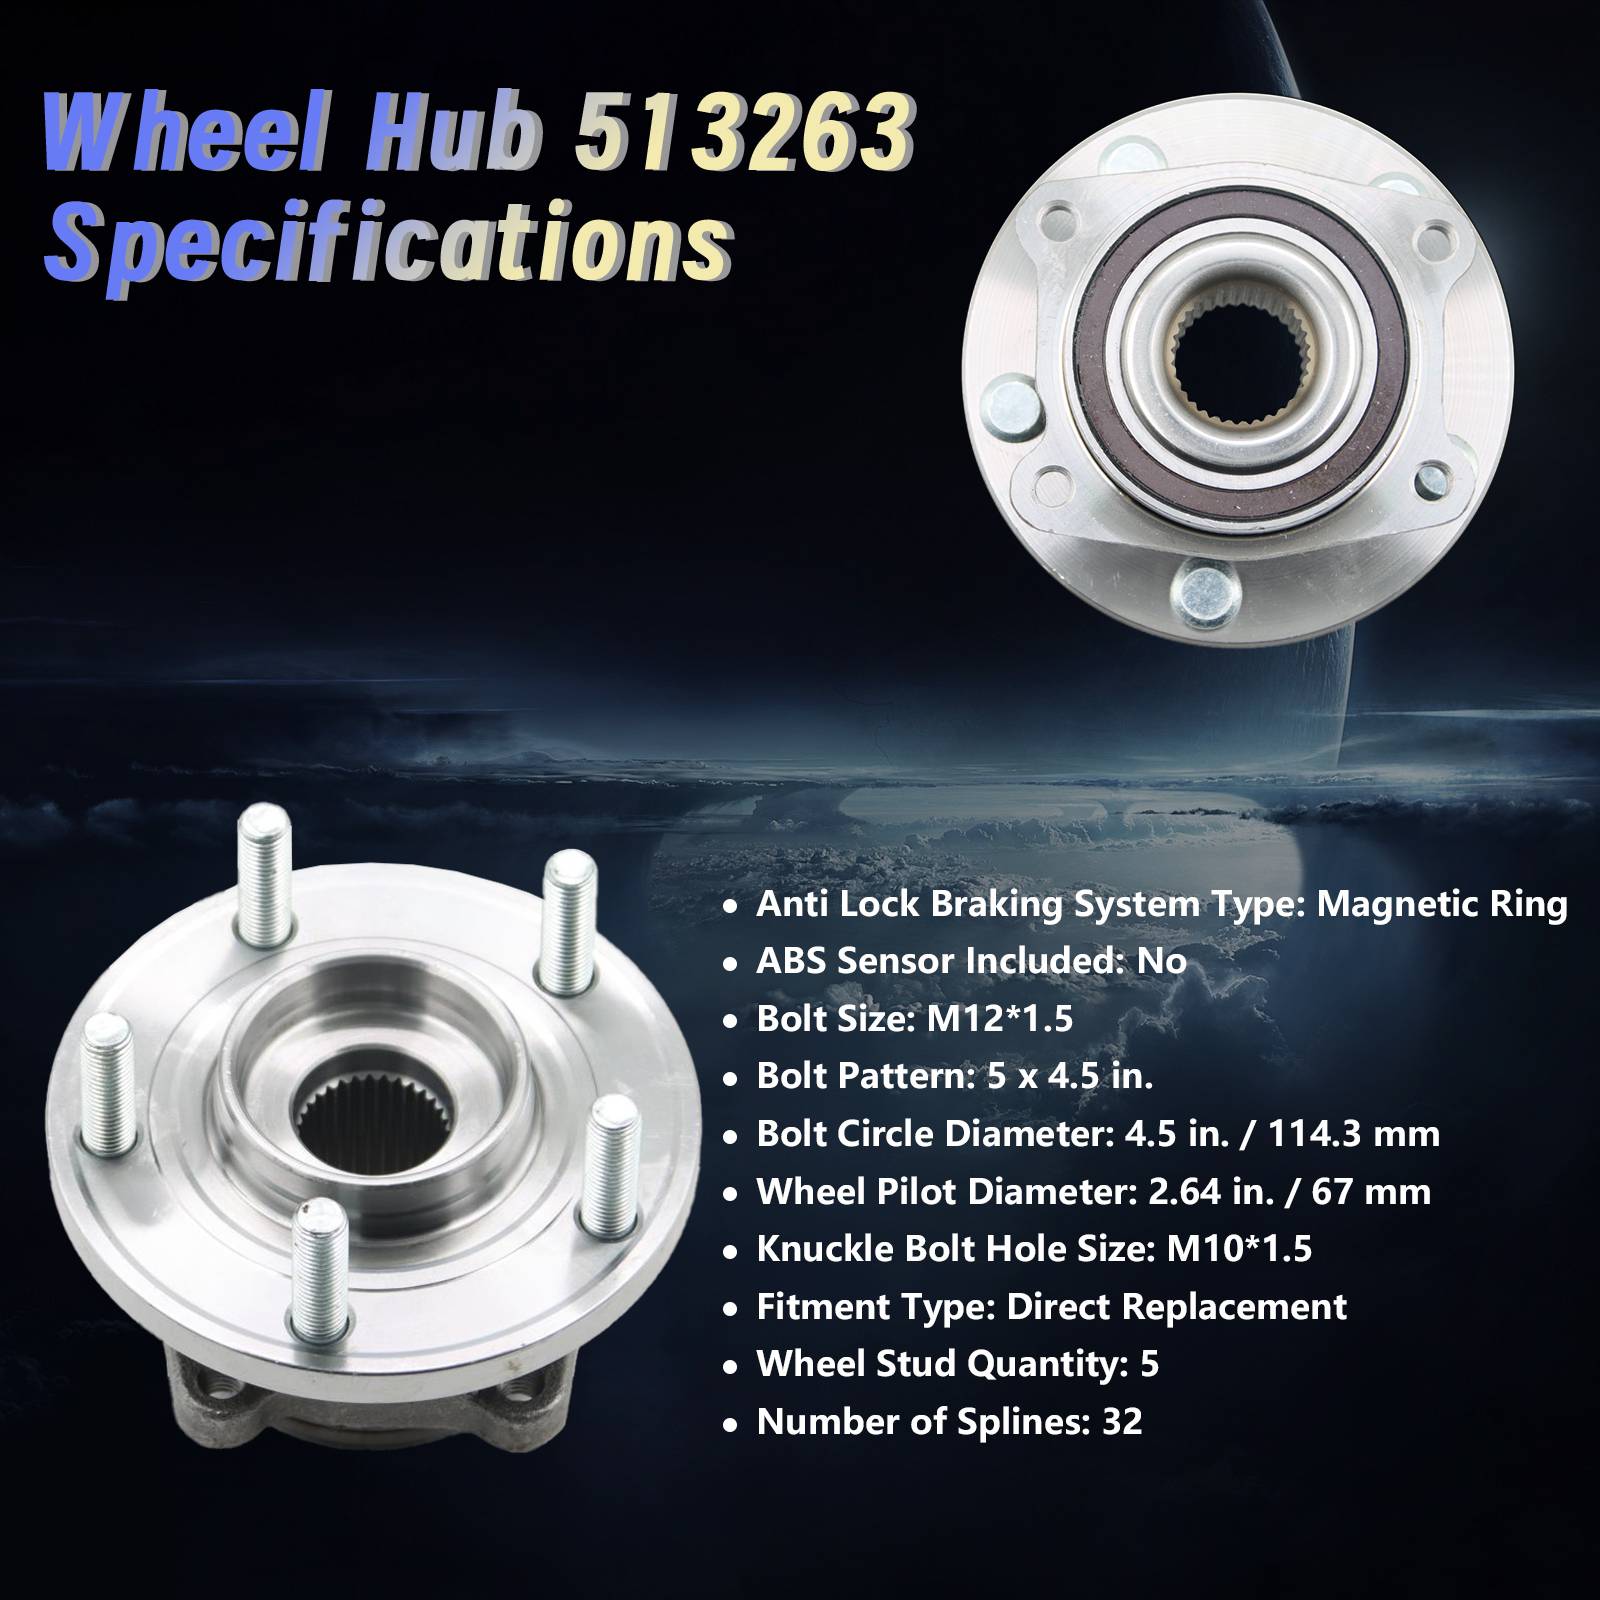 Wheel Hub 513263
Specifications
• Anti Lock Braking System Type: Magnetic Ring
• ABS Sensor Included: No
• Bolt Size: M12*1.5
• Bolt Pattern: 5 x 4.5 in.
• Bolt Circle Diameter: 4.5 in. / 114.3 mm
• Wheel Pilot Diameter: 2.64 in. / 67 mm
• Knuckle Bolt Hole Size: M10*1.5
• Fitment Type: Direct Replacement
• Wheel Stud Quantity: 5
• Number of Splines: 32